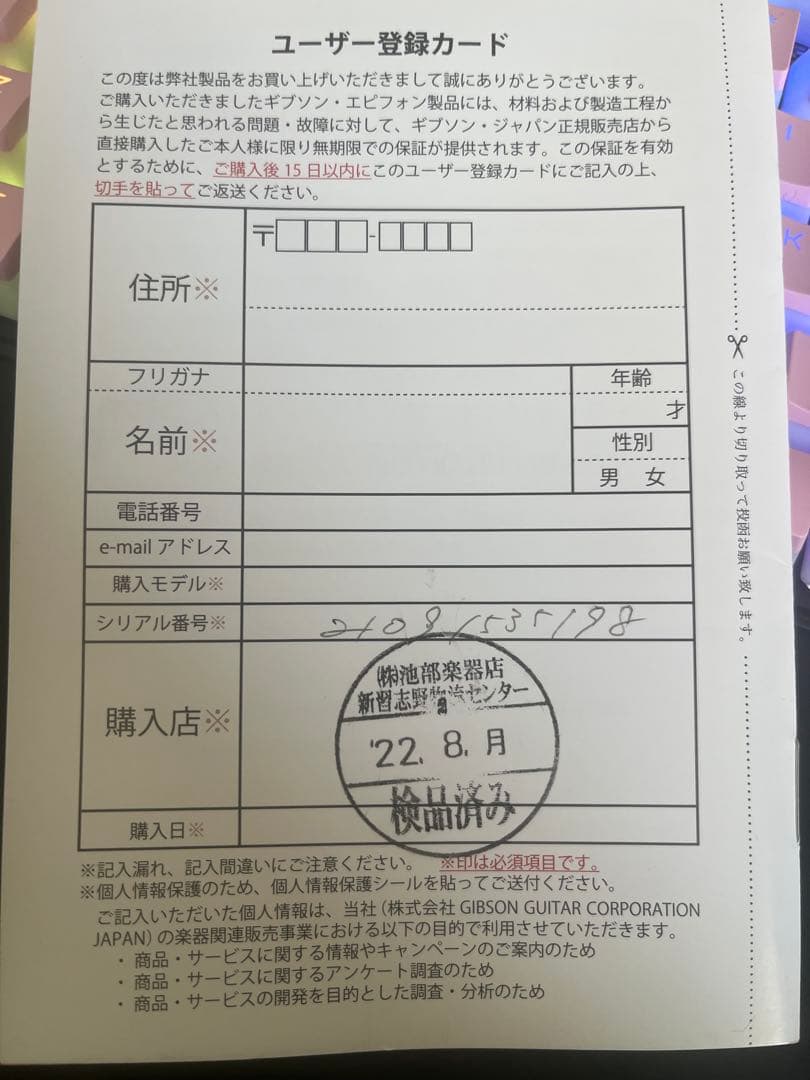 ユーザー登録カード
この度は弊社製品をお買い上げいただきまして誠にありがとうございます。
ご購入いただきましたギブソン・エピフォン製品には、材料および製造工程か
ら生じたと思われる問題・故障に対して、ギブソン・ジャパン正規販売店から
直接購入したご本人様に限り無期限での保証が提供されます。この保証を有効
とするために、ご購入後15日以内にこのユーザー登録カードにご記入の上、
切手を貼ってご返送ください。
住所※
〒 -
フリガナ
年齢
名前※
才
性別
男 女
電話番号
e-mail アドレス
購入モデル※
シリアル番号※ 21081535198
購入店※
(株)池部楽器店
新習志野物流センター
'22. 8. 月
検品済み
購入日※
※記入漏れ、記入間違いにご注意ください。 ※印は必須項目です。
※個人情報保護のため、個人情報保護シールを貼ってご送付ください。
ご記入いただいた個人情報は、当社(株式会社 GIBSON GUITAR CORPORATION
JAPAN)の楽器関連販売事業における以下の目的で利用させていただきます。
・ 商品・サービスに関する情報やキャンペーンのご案内のため
・ 商品・サービスに関するアンケート調査のため
・ 商品・サービスの開発を目的とした調査・分析のため
この線より切り取って投函お願い致します。
K